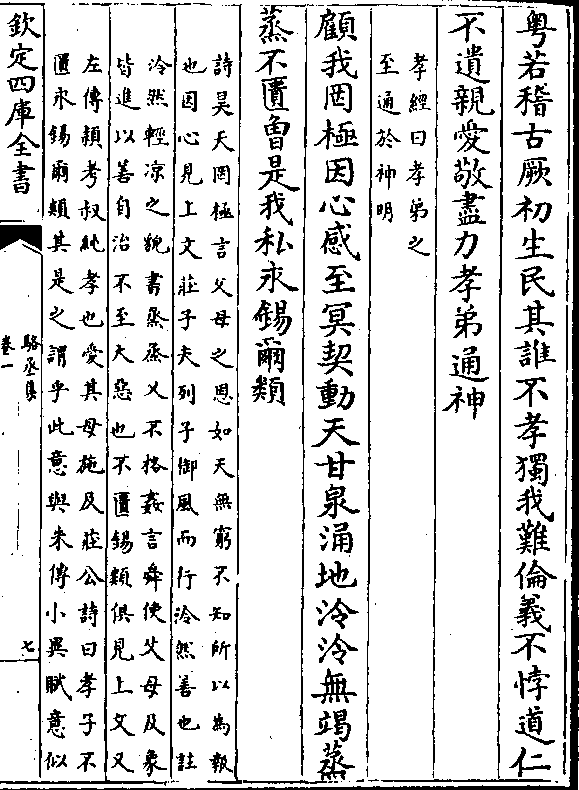 粤若稽古厥初生民其誰不孝獨我難倫義不悖道仁
不遺親愛敬盡力孝弟通神
孝經曰孝弟之
至通於神明
顧我罔極因心感至冥契動天甘泉涌地泠泠無竭蒸
蒸不匱魯是我私永錫爾類
詩昊天罔極言父母之恩如天無窮不知所以為報
也因心見上文莊子夫列子御風而行泠然善也註
泠然輕凉之貌書烝烝乂不格姦言舜使父母及象
皆進以善自治不至大惡也不匱錫類俱見上文又
左傳頴考叔純孝也愛其母施及莊公詩曰孝子不
匱永錫爾類其是之謂乎此意與朱傳小異賦意似
欽定四庫全書
駱丞集
卷一
七